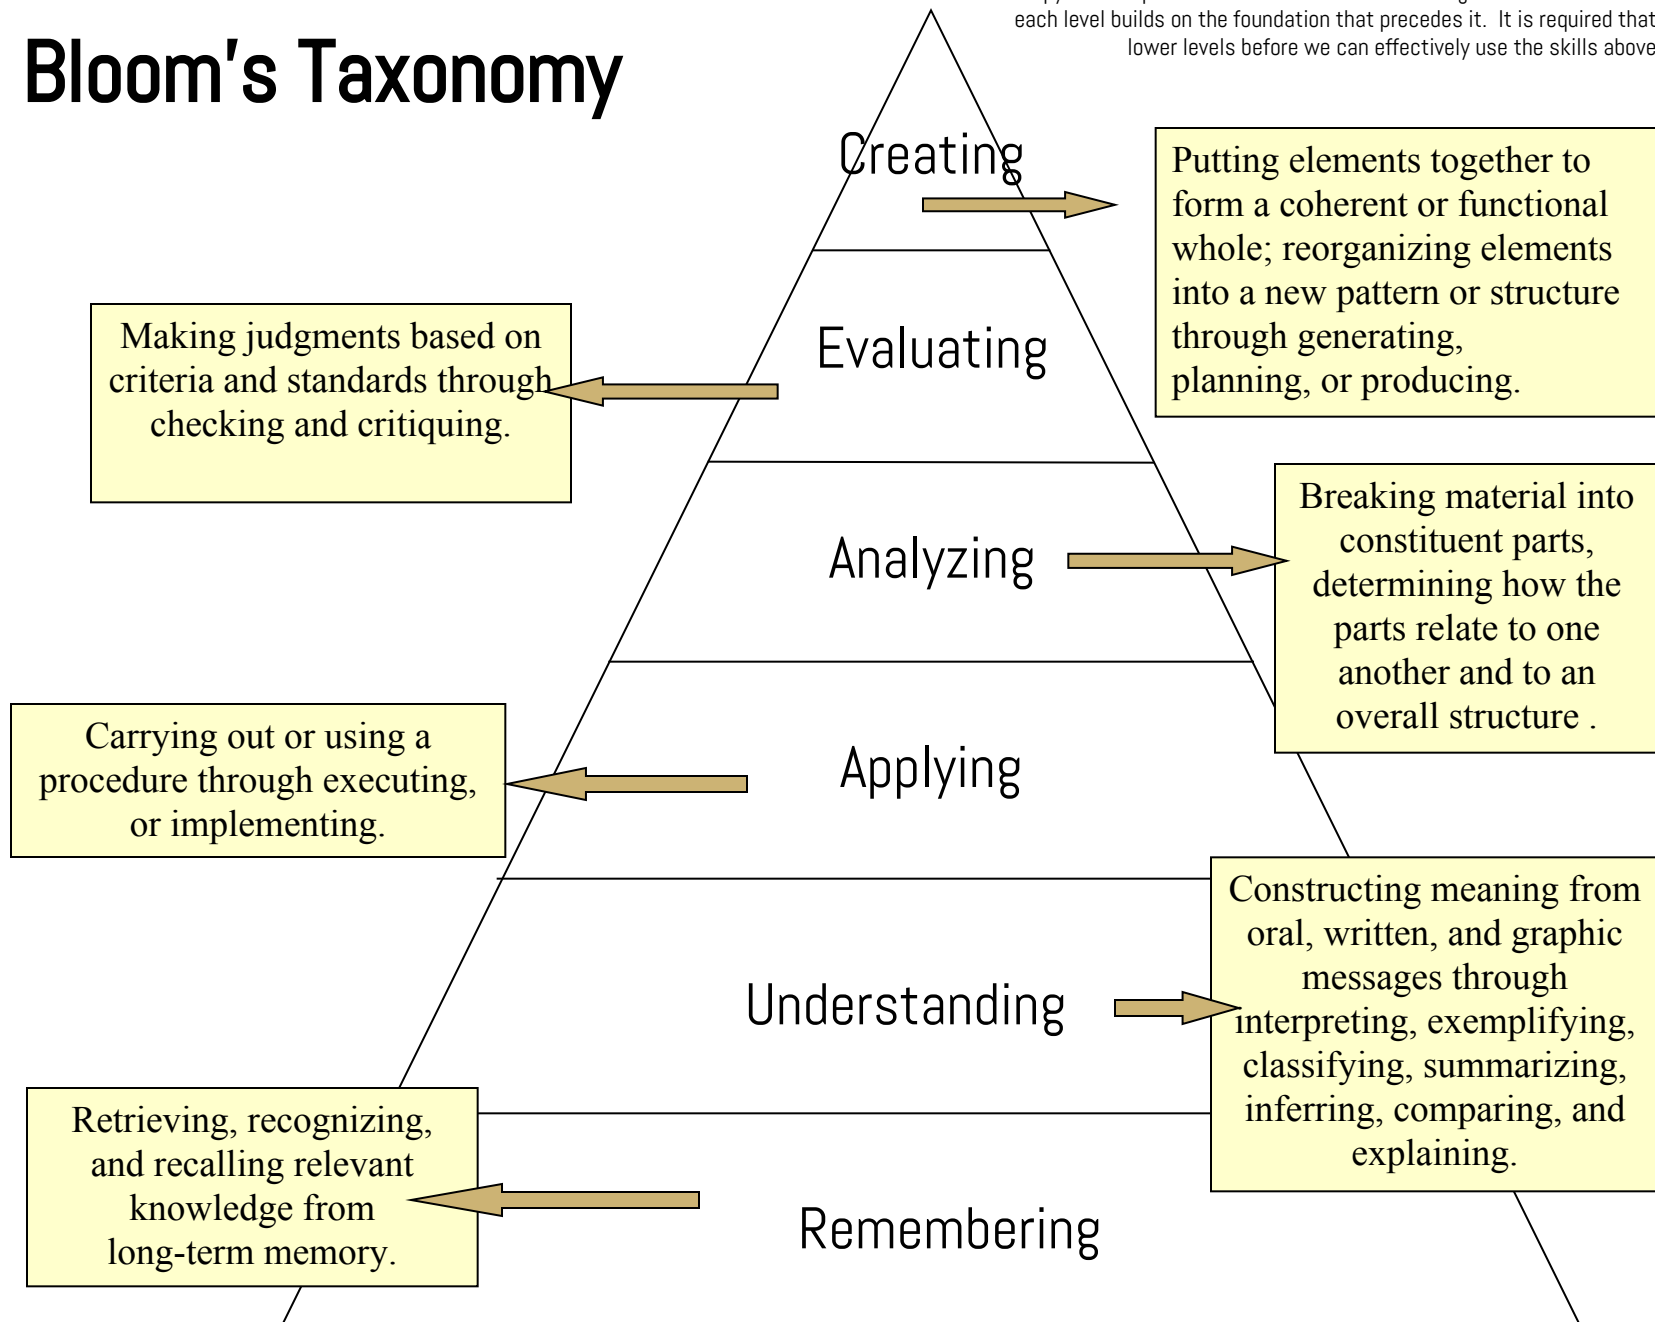 Bloom's Taxonomy
each level builds on the foundation that precedes it. It is required that
lower levels before we can effectively use the skills above
Creating
Putting elements together to
form a coherent or functional
whole; reorganizing elements
into a new pattern or structure
through generating,
planning, or producing.
Evaluating
Making judgments based on
criteria and standards through
checking and critiquing.
Analyzing
Breaking material into
constituent parts,
determining how the
parts relate to one
another and to an
overall structure .
Applying
Carrying out or using a
procedure through executing,
or implementing.
Understanding
Constructing meaning from
oral, written, and graphic
messages through
interpreting, exemplifying,
classifying, summarizing,
inferring, comparing, and
explaining.
Remembering
Retrieving, recognizing,
and recalling relevant
knowledge from
long-term memory.